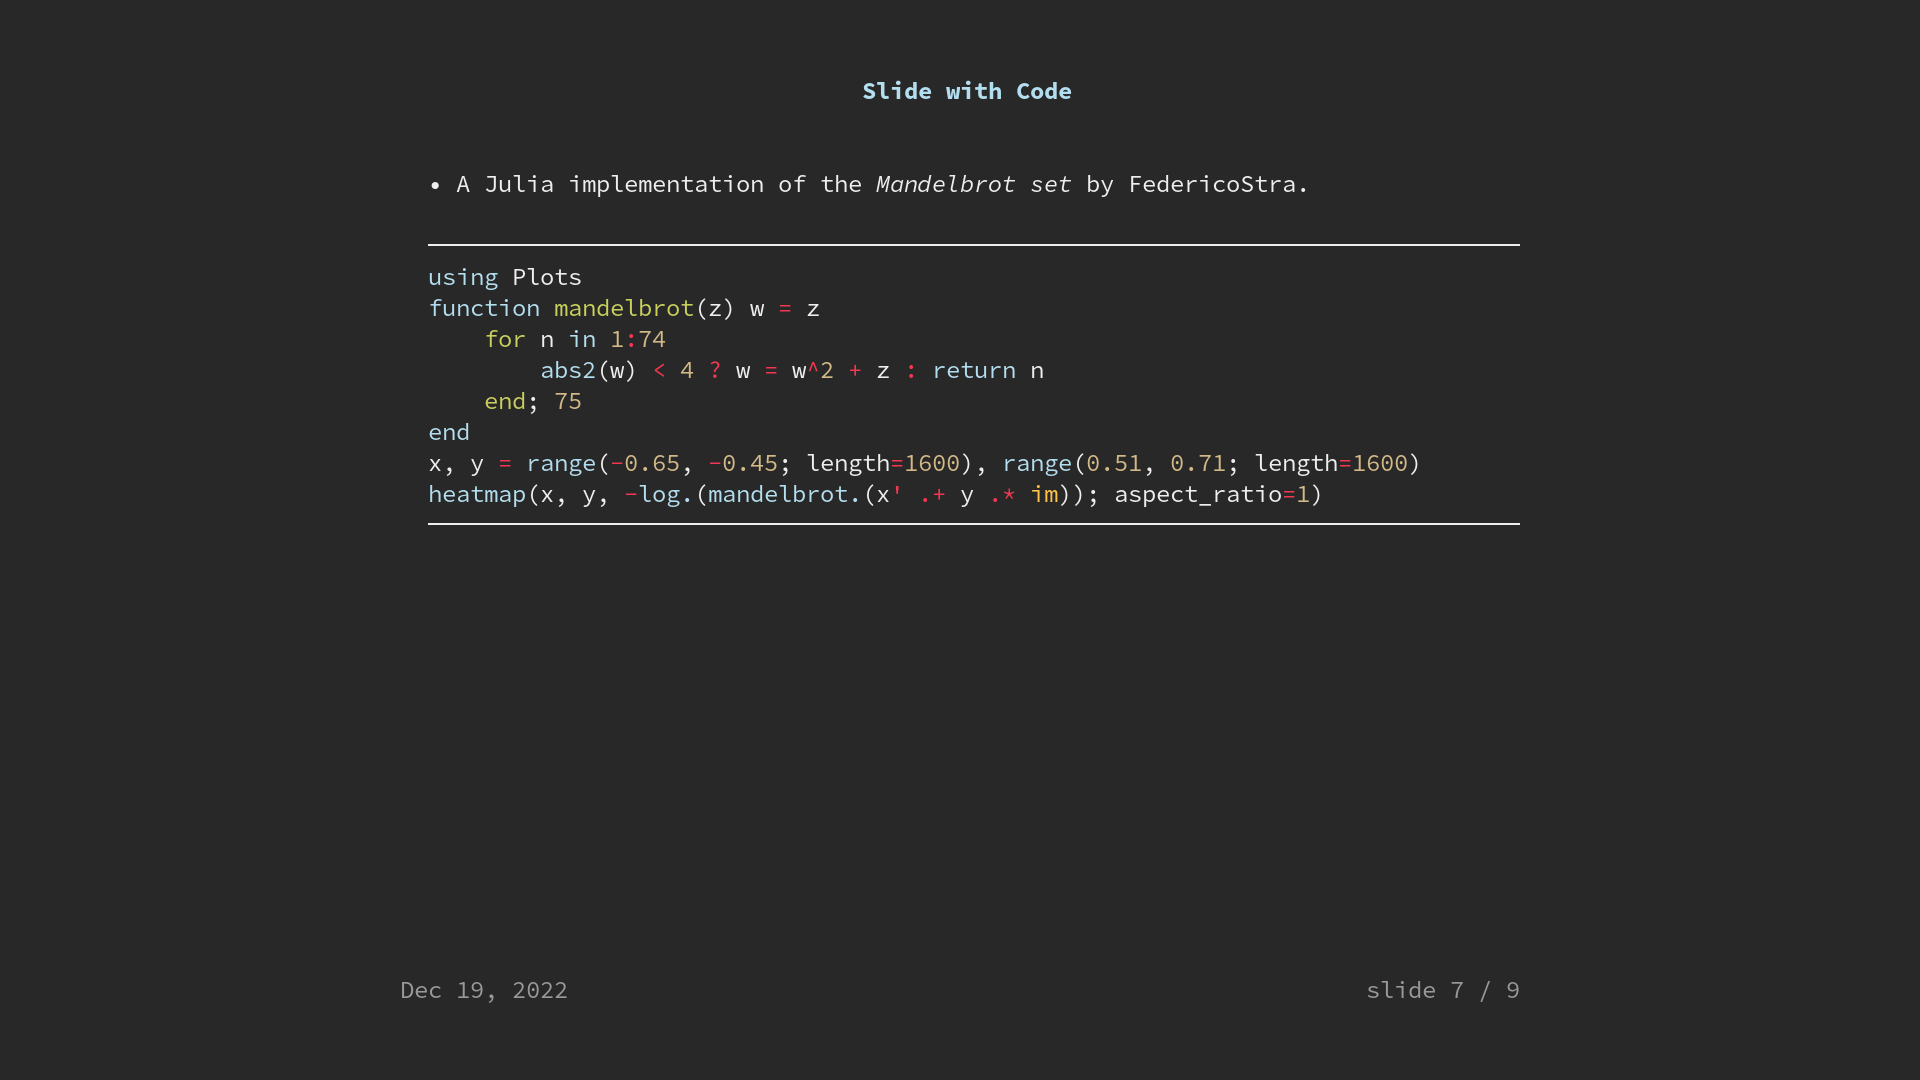 Slide with Code
• A Julia implementation of the Mandelbrot set by FedericoStra.
using Plots
function mandelbrot(z) w = z
    for n in 1:74
        abs2(w) < 4 ? w = w^2 + z : return n
    end; 75
end
x, y = range(-0.65, -0.45; length=1600), range(0.51, 0.71; length=1600)
heatmap(x, y, -log.(mandelbrot.(x' .+ y .* im)); aspect_ratio=1)
Dec 19, 2022
slide 7 / 9